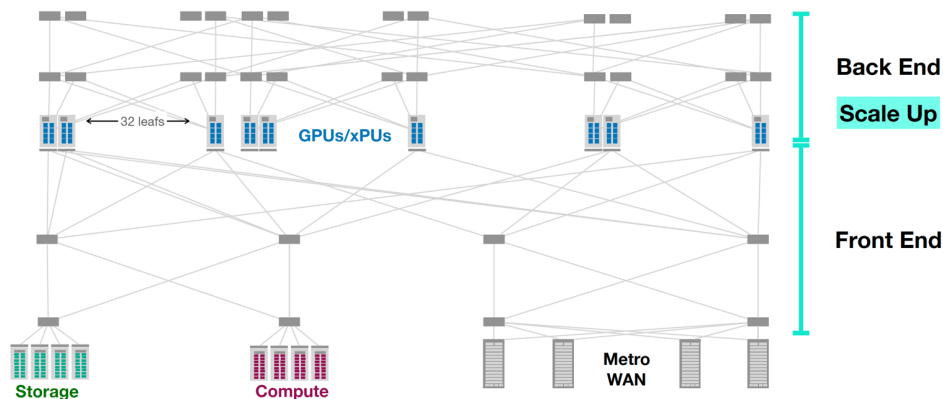 Back End
Scale Up
32 leafs
GPUs/xPUs
Front End
Storage
Compute
Metro
WAN